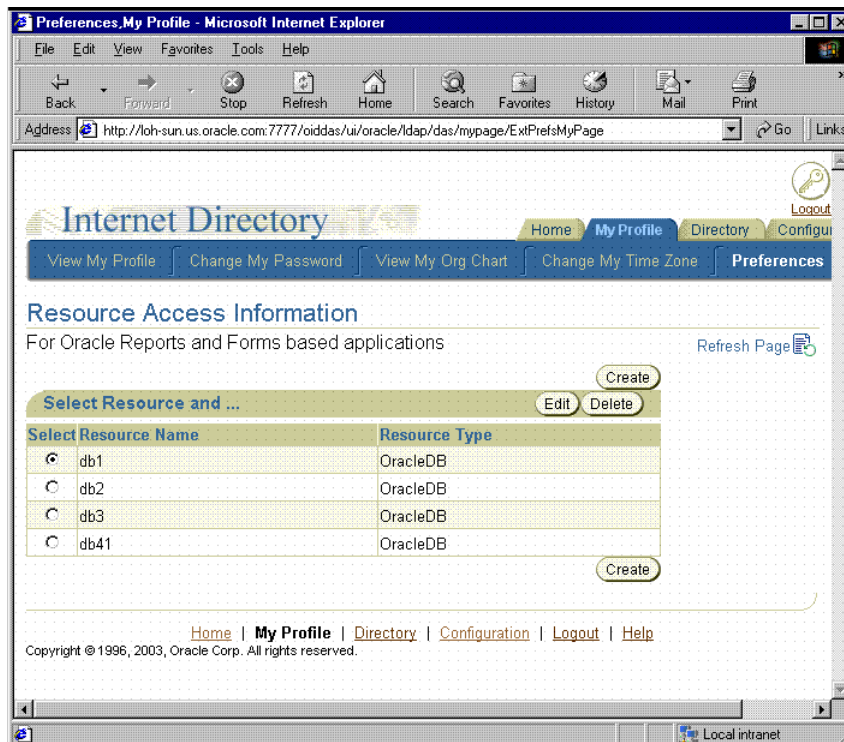 Preferences,My Profile - Microsoft Internet Explorer
File Edit View Favorites Tools Help
Back Forward Stop Refresh Home Search Favorites History Mail Print
Address http://loh-sun.us.oracle.com:7777/oiddas/ui/oracle/ldap/das/mypage/ExtPrefsMyPage Go Links
Logout
Internet Directory
Home My Profile Directory Configur
View My Profile Change My Password View My Org Chart Change My Time Zone Preferences
Resource Access Information
For Oracle Reports and Forms based applications
Refresh Page
Create
Select Resource and ... Edit Delete
Select Resource Name Resource Type
db1 OracleDB
db2 OracleDB
db3 OracleDB
db41 OracleDB
Create
Home | My Profile | Directory | Configuration | Logout | Help
Copyright © 1996, 2003, Oracle Corp. All rights reserved.
Local intranet